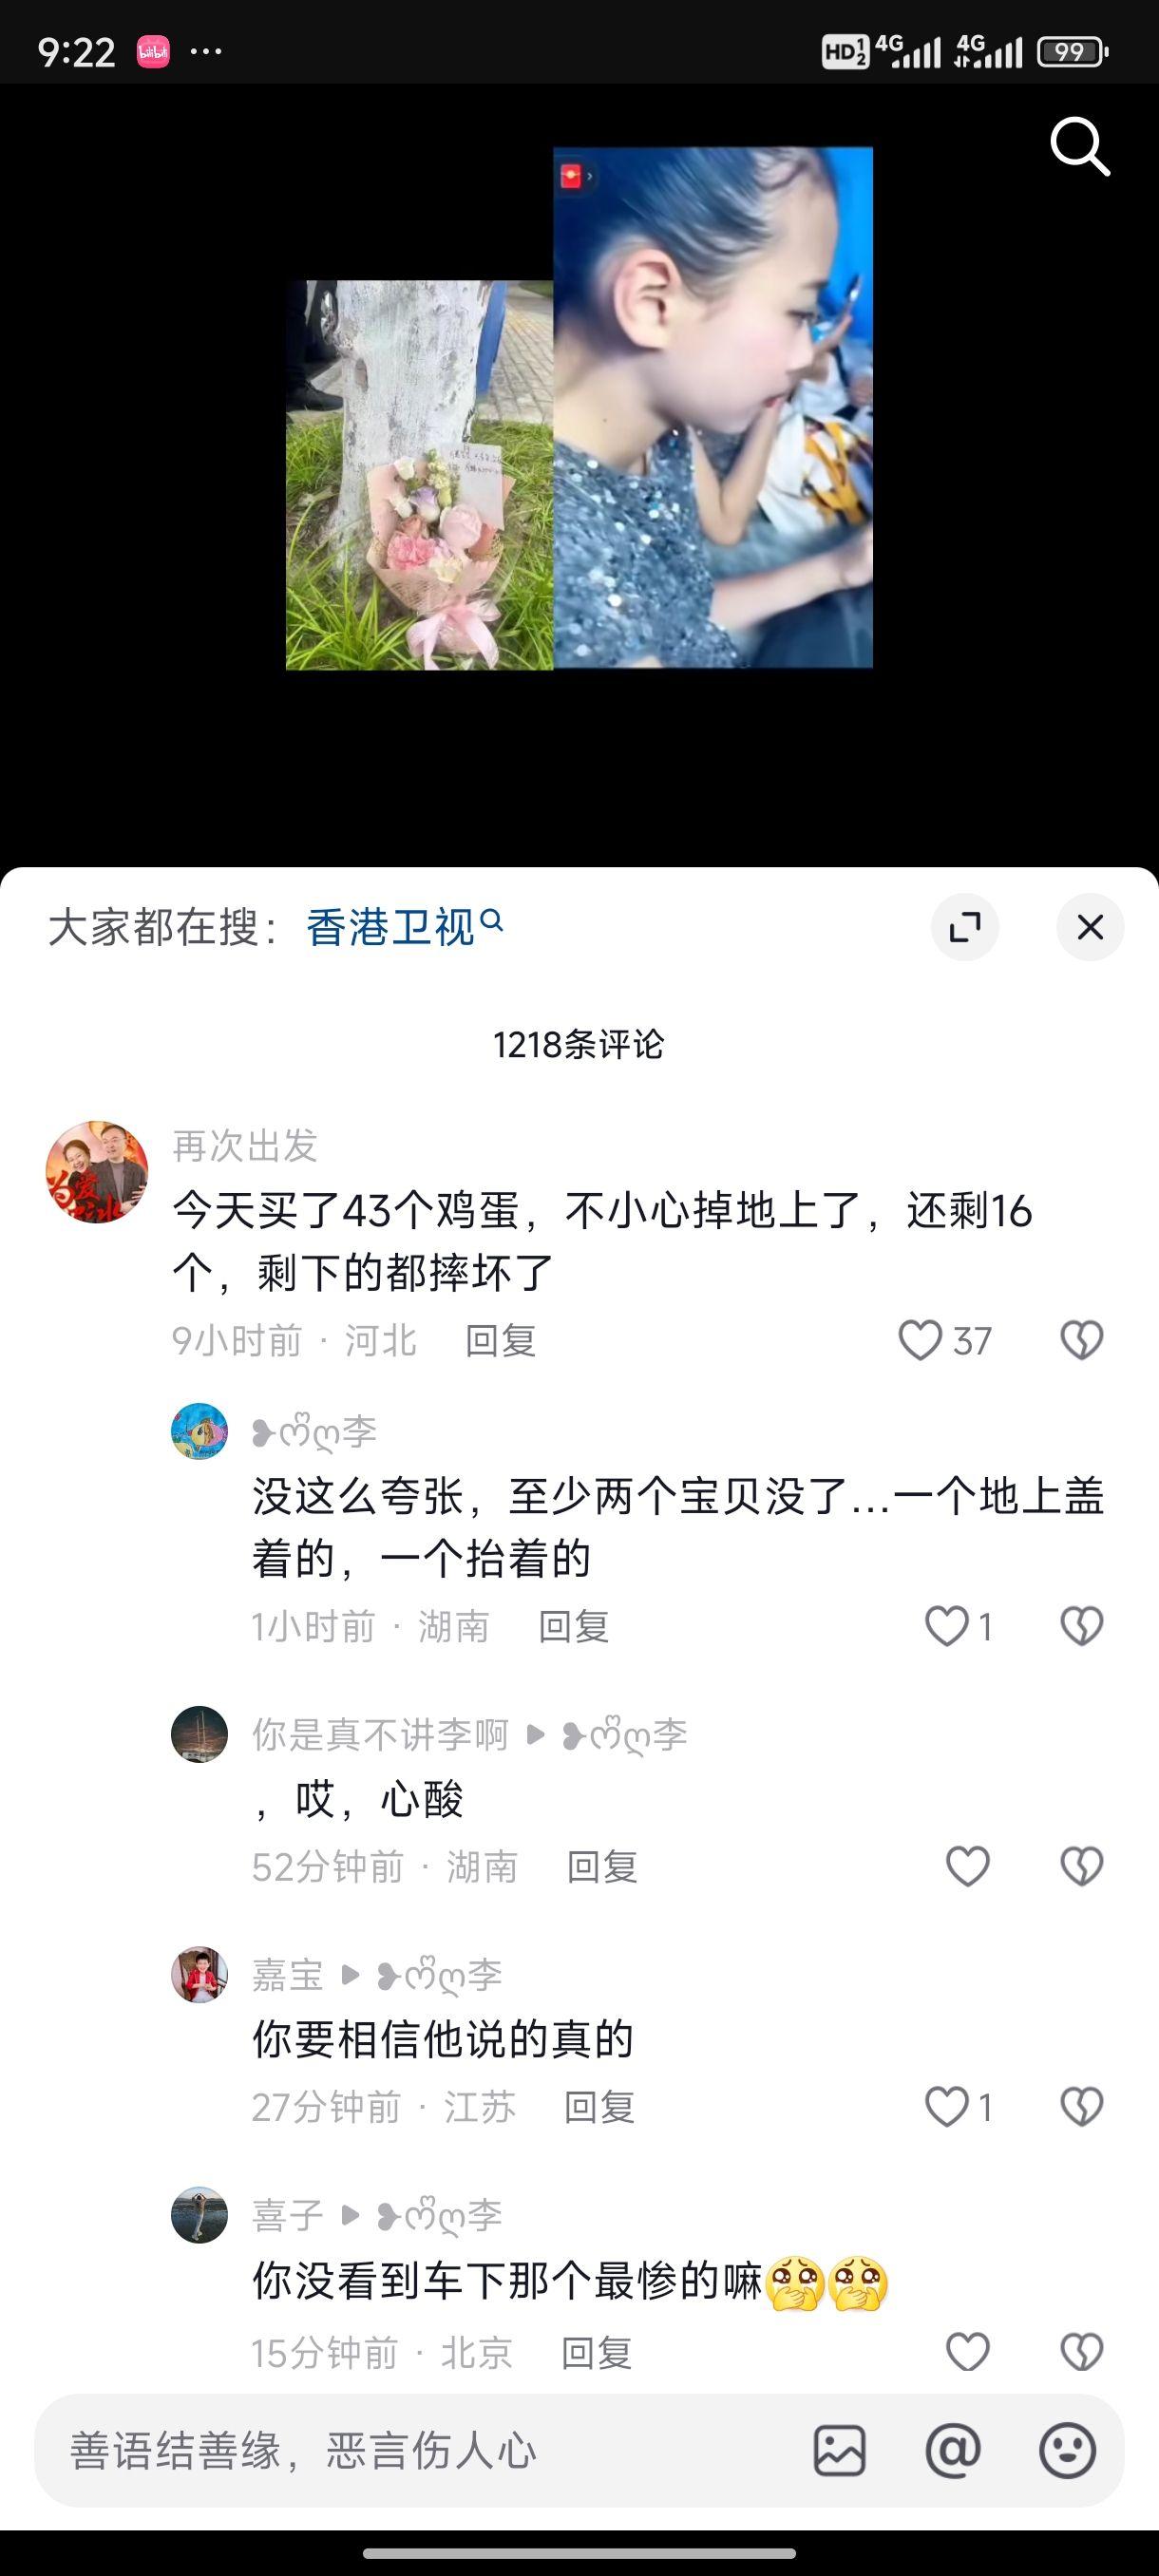 9:22
bilibili
HD 1 2 4G 4G 99
大家都在搜：香港卫视
1218条评论
再次出发
今天买了43个鸡蛋，不小心掉地上了，还剩16
个，剩下的都摔坏了
9小时前 · 河北 回复 37
李
没这么夸张，至少两个宝贝没了...一个地上盖
着的，一个抬着的
1小时前 · 湖南 回复 1
你是真不讲李啊 ▶ 李
，哎，心酸
52分钟前 · 湖南 回复
嘉宝 ▶ 李
你要相信他说的真的
27分钟前 · 江苏 回复 1
喜子 ▶ 李
你没看到车下那个最惨的嘛🥹🥹
15分钟前 · 北京 回复
善语结善缘，恶言伤人心